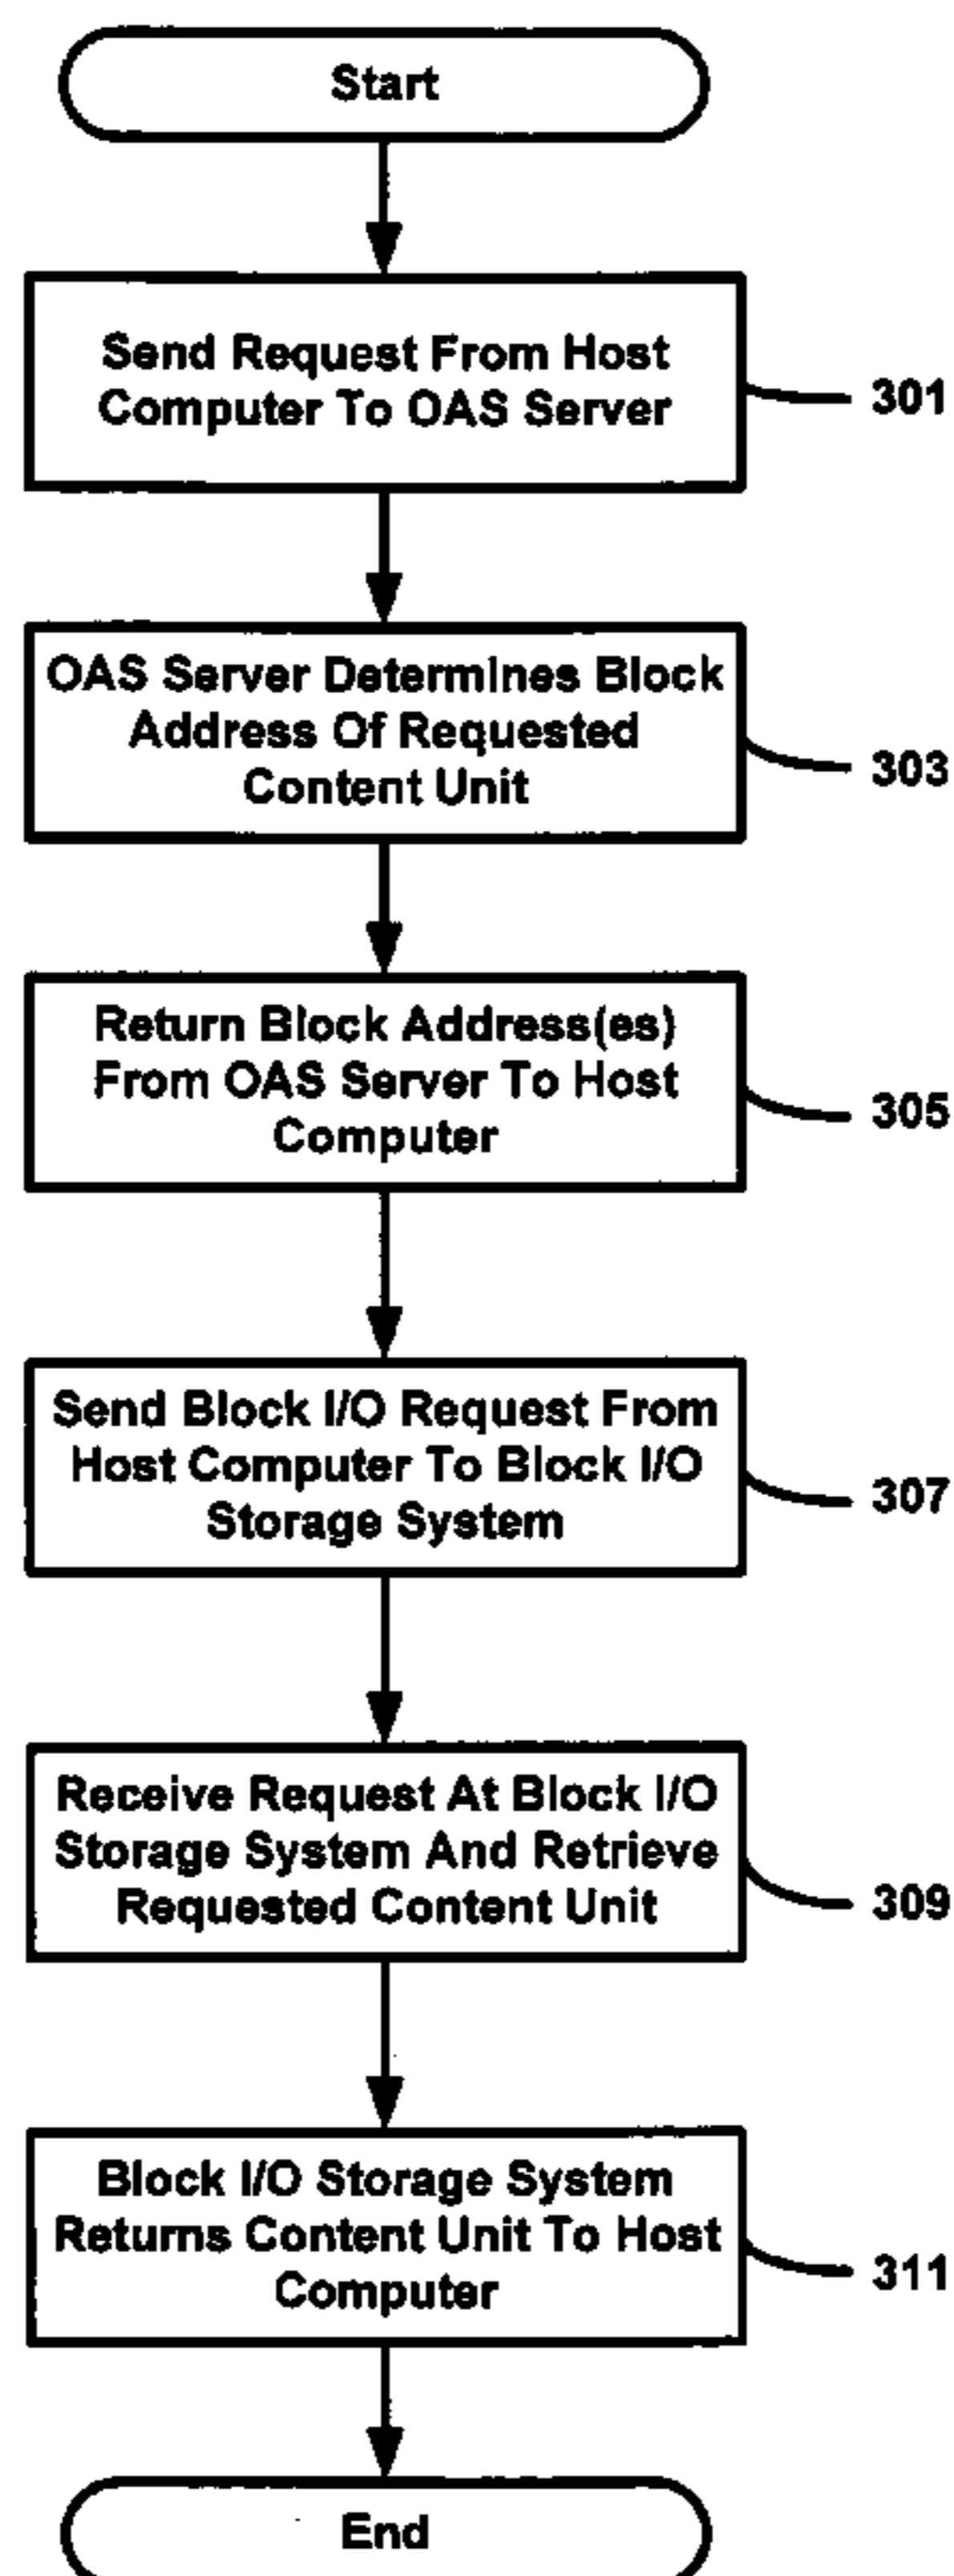 Start
Send Request From Host
Computer To OAS Server
301
OAS Server Determines Block
Address Of Requested
Content Unit
303
Return Block Address(es)
From OAS Server To Host
Computer
305
Send Block I/O Request From
Host Computer To Block I/O
Storage System
307
Receive Request At Block I/O
Storage System And Retrieve
Requested Content Unit
309
Block I/O Storage System
Returns Content Unit To Host
Computer
311
End